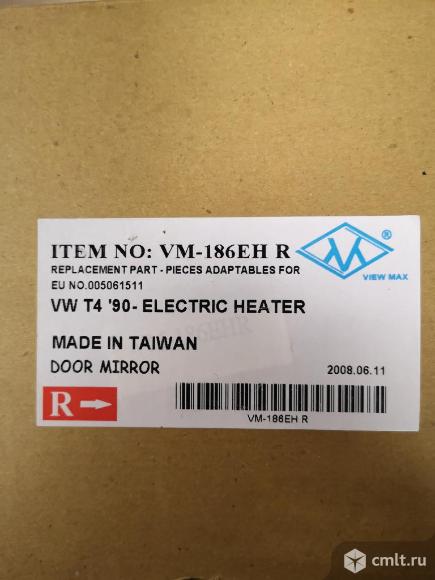 ITEM NO: VM-186EH R
REPLACEMENT PART - PIECES ADAPTABLES FOR
EU NO.005061511
VW T4 '90- ELECTRIC HEATER
MADE IN TAIWAN
DOOR MIRROR
2008.06.11
R
VM-186EH R
®
VIEW MAX
186EHR
cmlt.ru